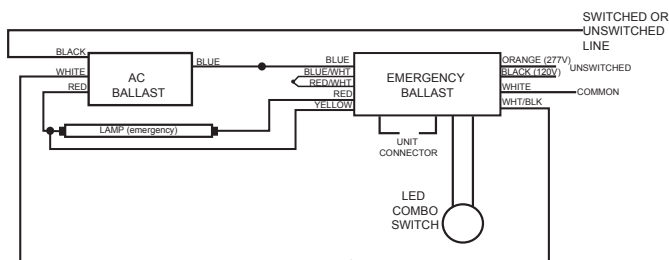 SWITCHED OR
UNSWITCHED
LINE
BLACK
WHITE
RED
AC
BALLAST
BLUE
BLUE
BLUE/WHT
RED/WHT
RED
YELLOW
EMERGENCY
BALLAST
ORANGE (277V)
BLACK (120V)
UNSWITCHED
WHITE
COMMON
WHT/BLK
LAMP (emergency)
UNIT
CONNECTOR
LED
COMBO
SWITCH